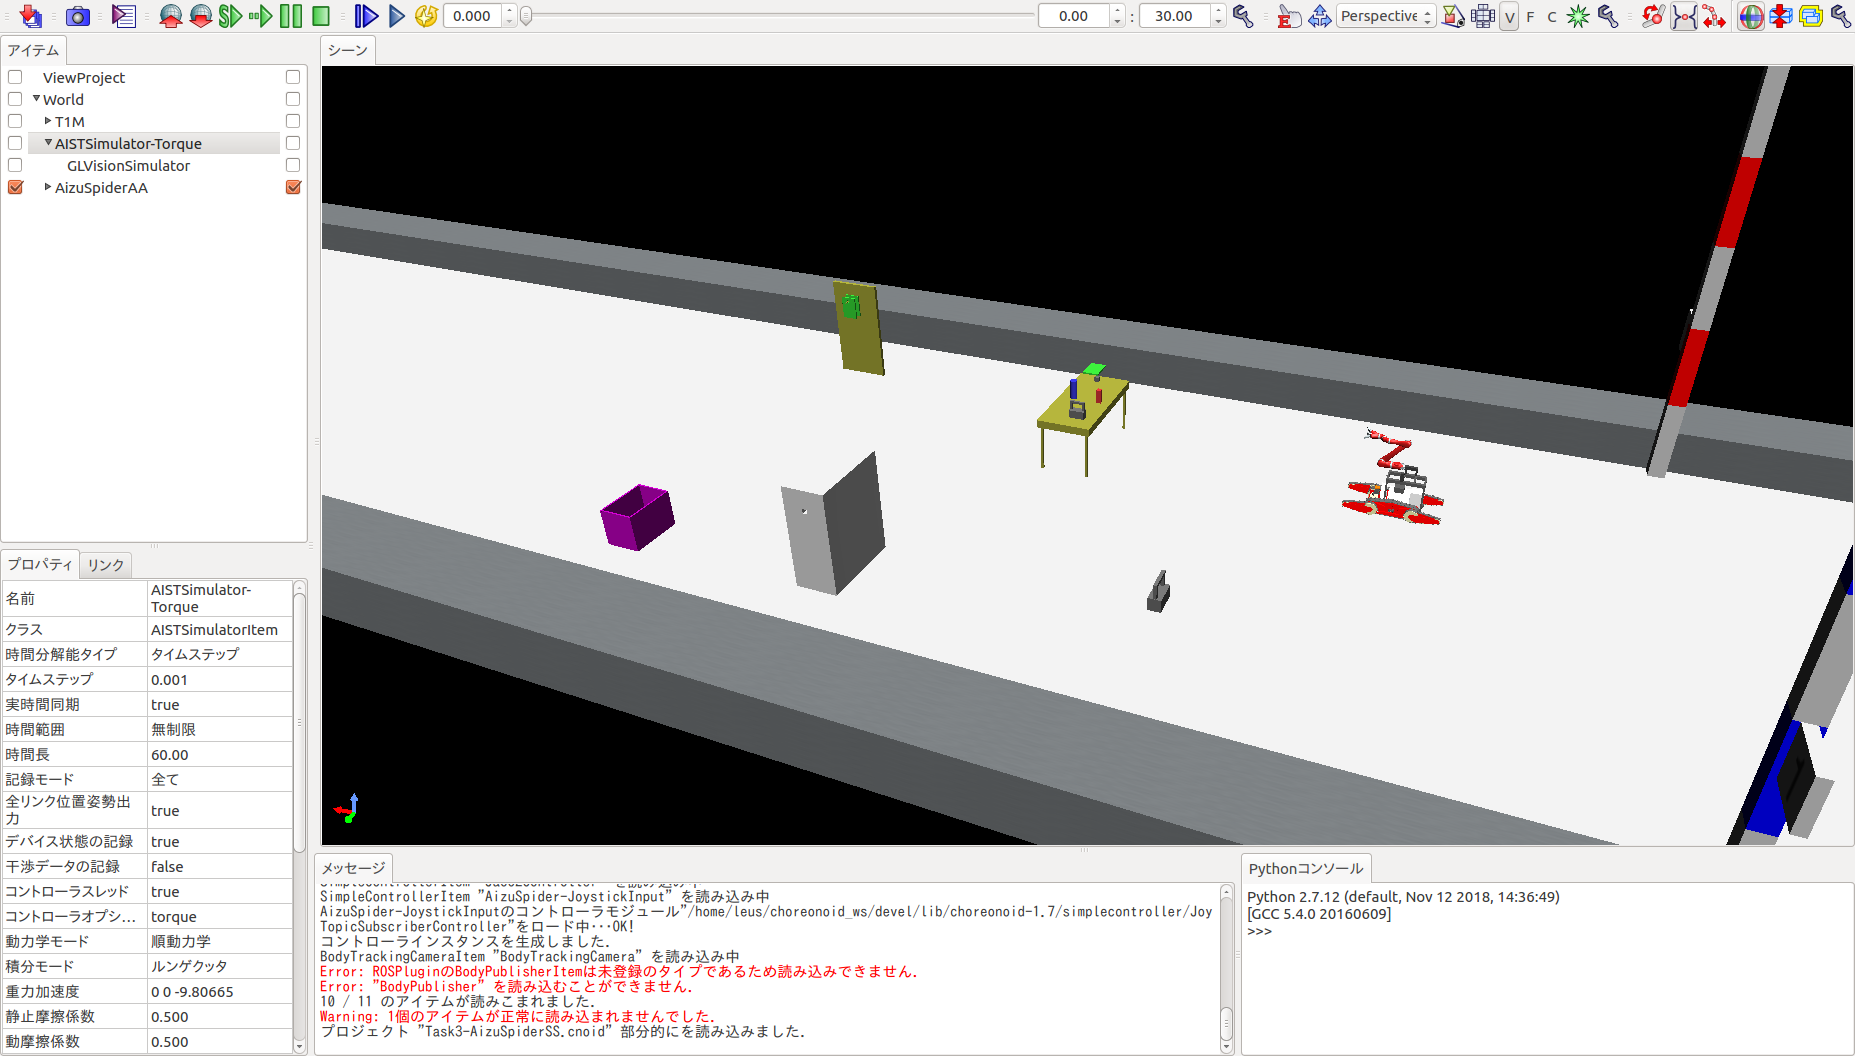 0.000
0.00
:
30.00
E
Perspective
V
F
C
アイテム
シーン
ViewProject
World
T1M
AISTSimulator-Torque
GLVisionSimulator
AizuSpiderAA
プロパティ
リンク
名前
AISTSimulator-
Torque
クラス
AISTSimulatorItem
時間分解能タイプ
タイムステップ
タイムステップ
0.001
実時間同期
true
時間範囲
無制限
時間長
60.00
記録モード
全て
全リンク位置姿勢出
力
true
デバイス状態の記録
true
干渉データの記録
false
コントローラスレッド
true
コントローラオプシ...
torque
動力学モード
順動力学
積分モード
ルンゲクッタ
重力加速度
0 0 -9.80665
静止摩擦係数
0.500
動摩擦係数
0.500
メッセージ
SimpleControllerItem "AizuSpider-JoystickInput" を読み込み中
AizuSpider-JoystickInputのコントローラモジュール"/home/leus/choreonoid_ws/devel/lib/choreonoid-1.7/simplecontroller/Joy
TopicSubscriberController"をロード中...OK!
コントローラインスタンスを生成しました.
BodyTrackingCameraItem "BodyTrackingCamera" を読み込み中
Error: ROSPluginのBodyPublisherItemは未登録のタイプであるため読み込みできません.
Error: "BodyPublisher" を読み込むことができません.
10 / 11 のアイテムが読みこまれました.
Warning: 1個のアイテムが正常に読み込まれませんでした.
プロジェクト "Task3-AizuSpiderSS.cnoid" 部分的にを読み込みました.
Pythonコンソール
Python 2.7.12 (default, Nov 12 2018, 14:36:49)
[GCC 5.4.0 20160609]
>>>